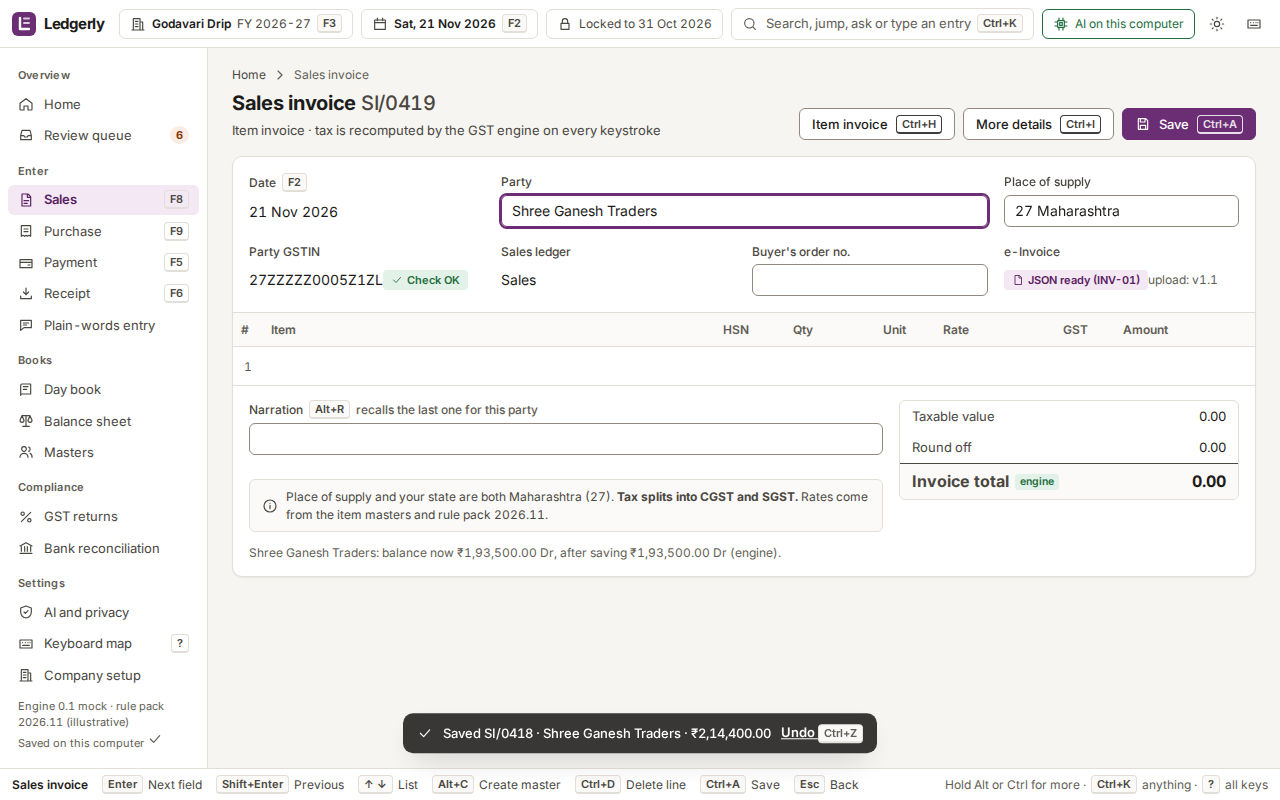 Ledgerly
Godavari Drip FY 2026-27 F3
Sat, 21 Nov 2026 F2
Locked to 31 Oct 2026
Search, jump, ask or type an entry Ctrl+K
AI on this computer
Overview
Home
Review queue 6
Enter
Sales F8
Purchase F9
Payment F5
Receipt F6
Plain-words entry
Books
Day book
Balance sheet
Masters
Compliance
GST returns
Bank reconciliation
Settings
AI and privacy
Keyboard map ?
Company setup
Engine 0.1 mock · rule pack
2026.11 (illustrative)
Saved on this computer
Home > Sales invoice
Sales invoice SI/0419
Item invoice · tax is recomputed by the GST engine on every keystroke
Item invoice Ctrl+H
More details Ctrl+I
Save Ctrl+A
Date F2
21 Nov 2026
Party
Shree Ganesh Traders
Place of supply
27 Maharashtra
Party GSTIN
27ZZZZZ0005Z1ZL Check OK
Sales ledger
Sales
Buyer's order no.
e-Invoice
JSON ready (INV-01) upload: v1.1
# Item HSN Qty Unit Rate GST Amount
1
Narration Alt+R recalls the last one for this party
Place of supply and your state are both Maharashtra (27). Tax splits into CGST and SGST. Rates come
from the item masters and rule pack 2026.11.
Shree Ganesh Traders: balance now ₹1,93,500.00 Dr, after saving ₹1,93,500.00 Dr (engine).
Taxable value 0.00
Round off 0.00
Invoice total engine 0.00
Saved SI/0418 · Shree Ganesh Traders · ₹2,14,400.00 Undo Ctrl+Z
Sales invoice Enter Next field Shift+Enter Previous ↑ ↓ List Alt+C Create master Ctrl+D Delete line Ctrl+A Save Esc Back
Hold Alt or Ctrl for more · Ctrl+K anything · ? all keys